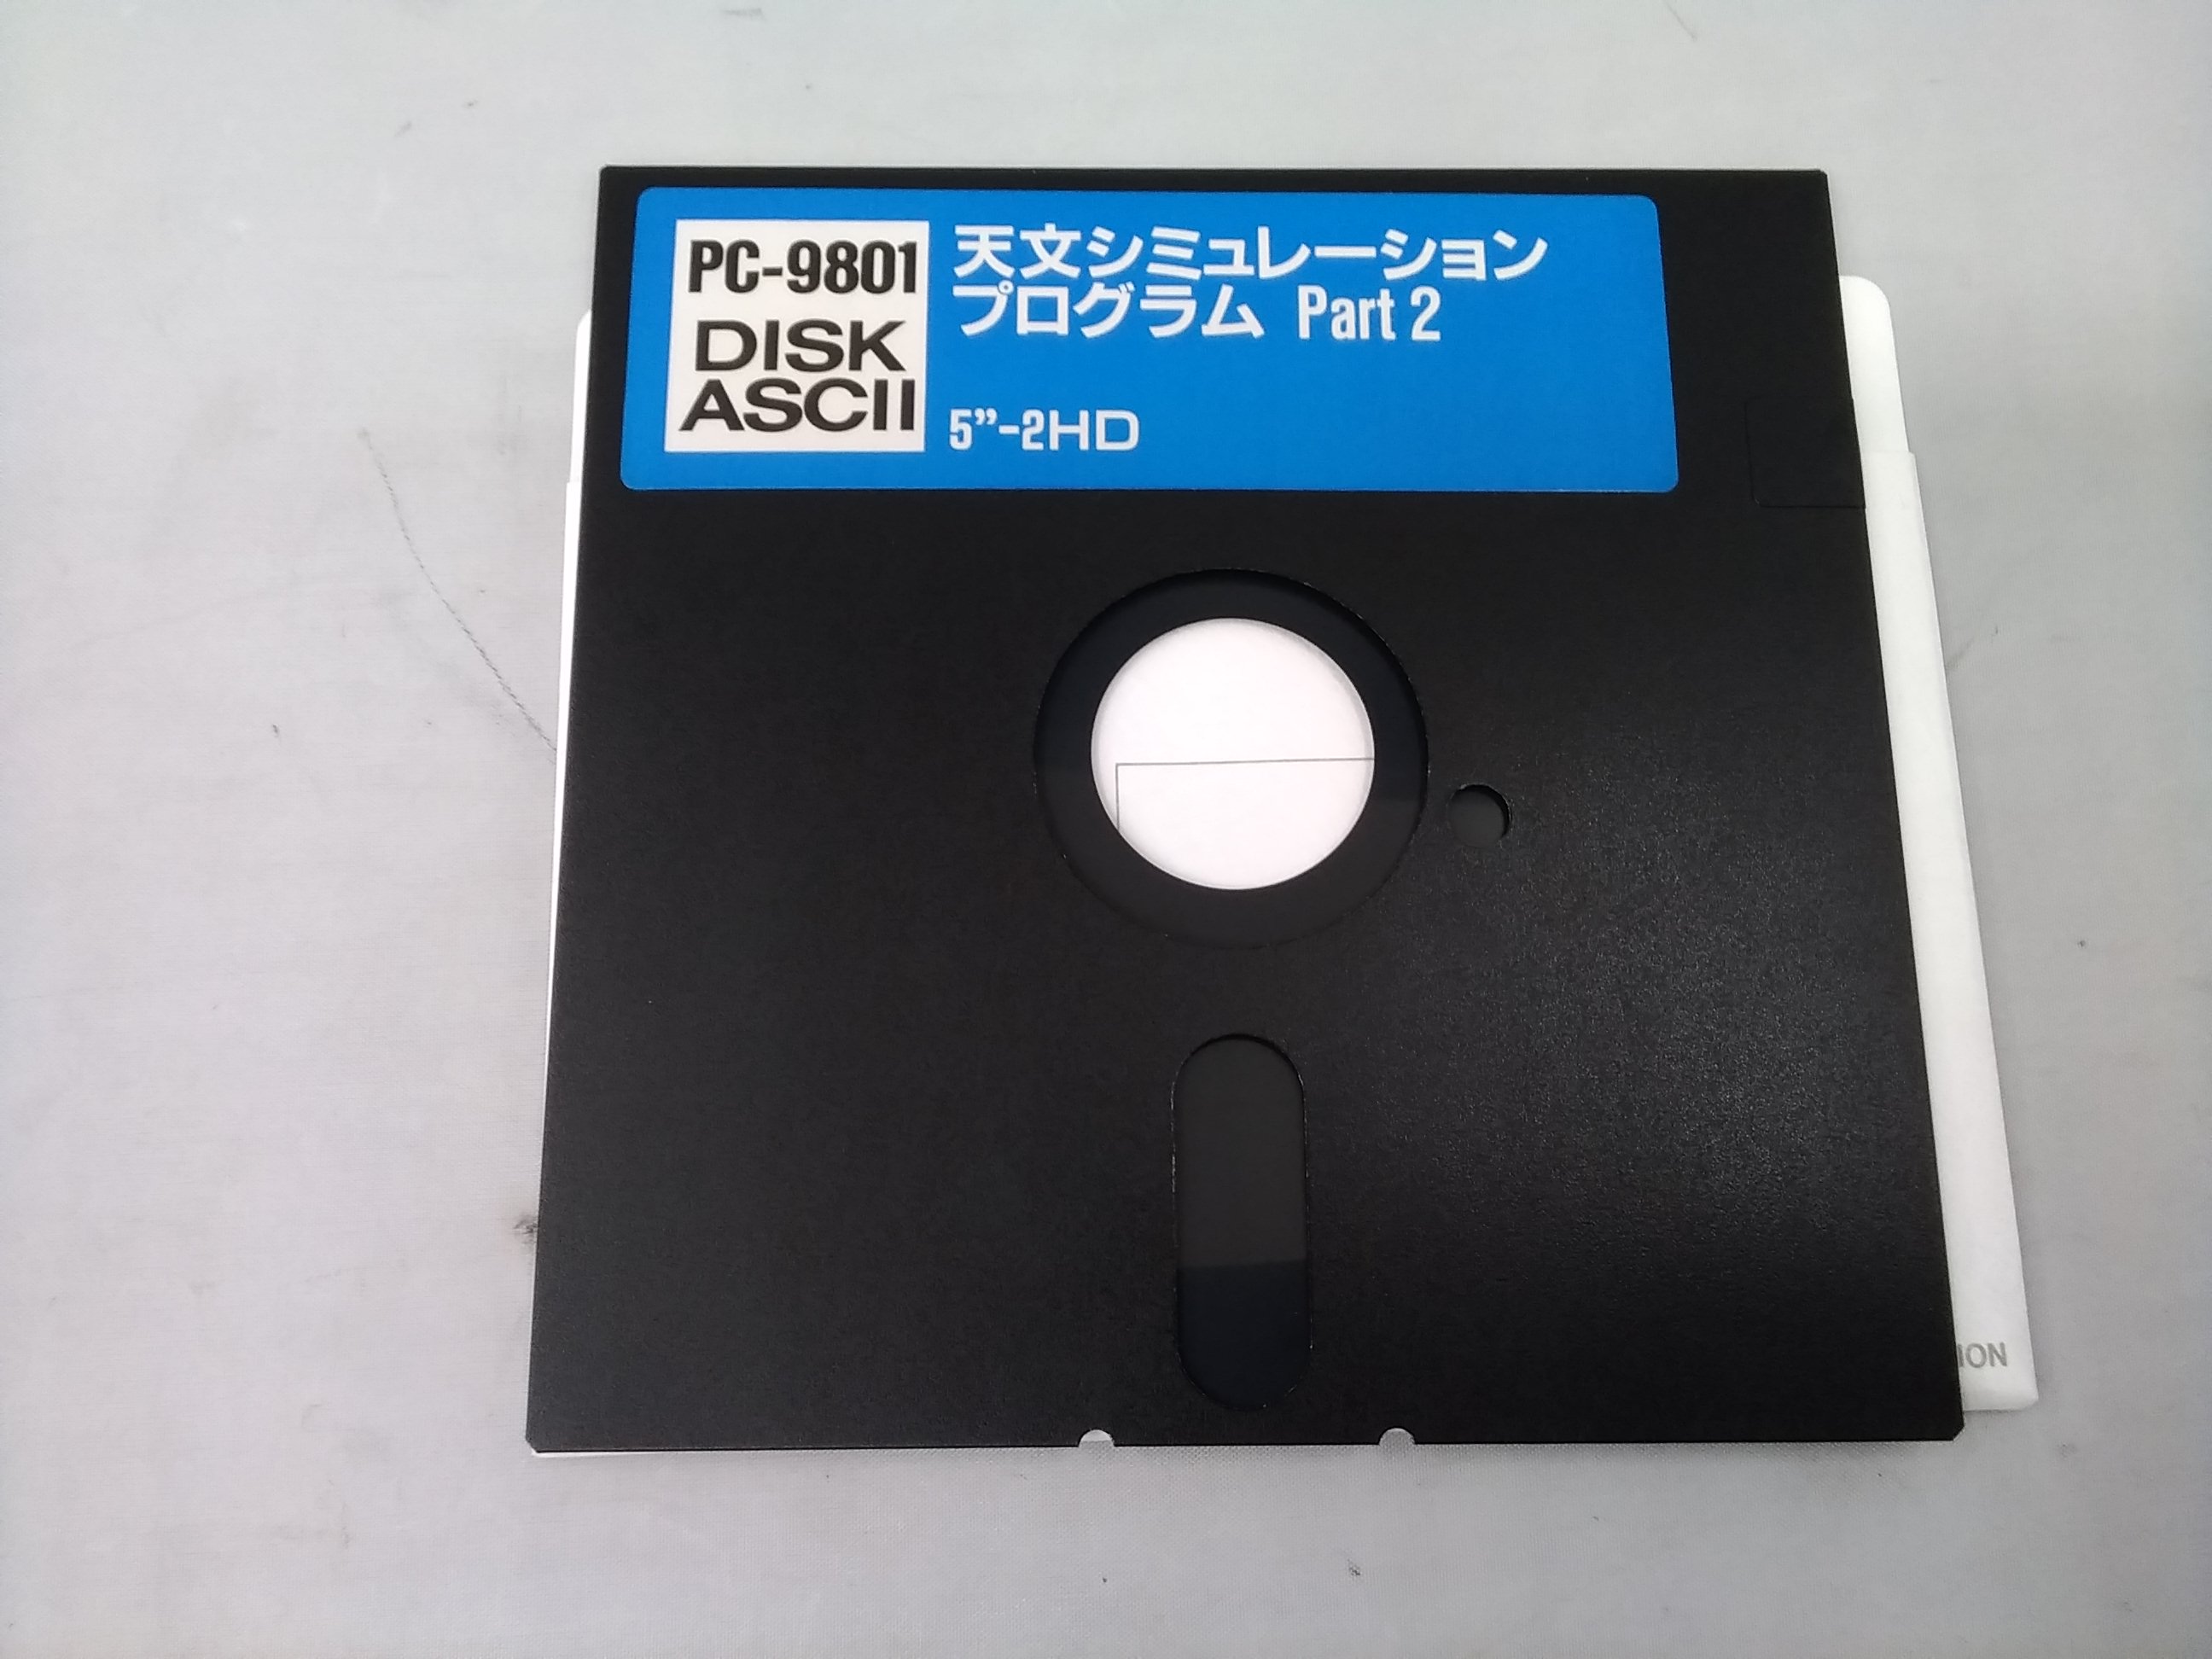 PC-9801
DISK
ASCII
天文シミュレーション
プログラム Part 2
5”-2HD
ION